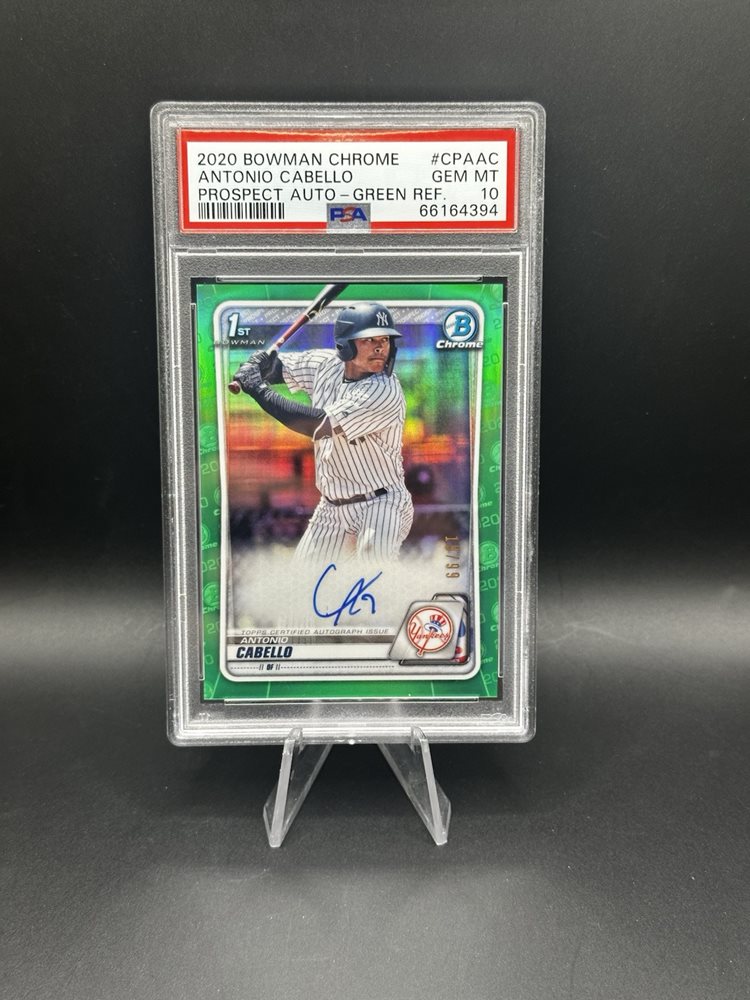 2020 BOWMAN CHROME #CPAAC
ANTONIO CABELLO GEM MT
PROSPECT AUTO - GREEN REF. 10
PSA 66164394
1ST
BOWMAN
B
Chrome
NY
TOPPS CERTIFIED AUTOGRAPH ISSUE
ANTONIO
CABELLO
OF
Yankees